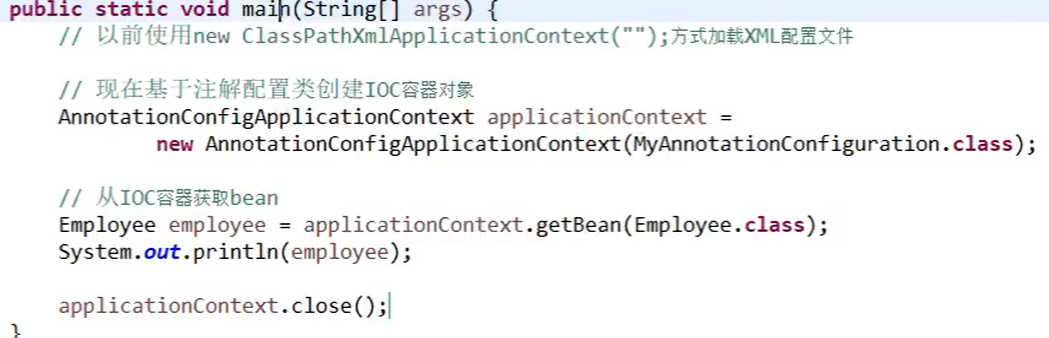 public static void main(String[] args) {
// 以前使用new ClassPathXmlApplicationContext("");方式加载XML配置文件
// 现在基于注解配置类创建IOC容器对象
AnnotationConfigApplicationContext applicationContext =
new AnnotationConfigApplicationContext(MyAnnotationConfiguration.class);
// 从IOC容器获取bean
Employee employee = applicationContext.getBean(Employee.class);
System.out.println(employee);
applicationContext.close();
}